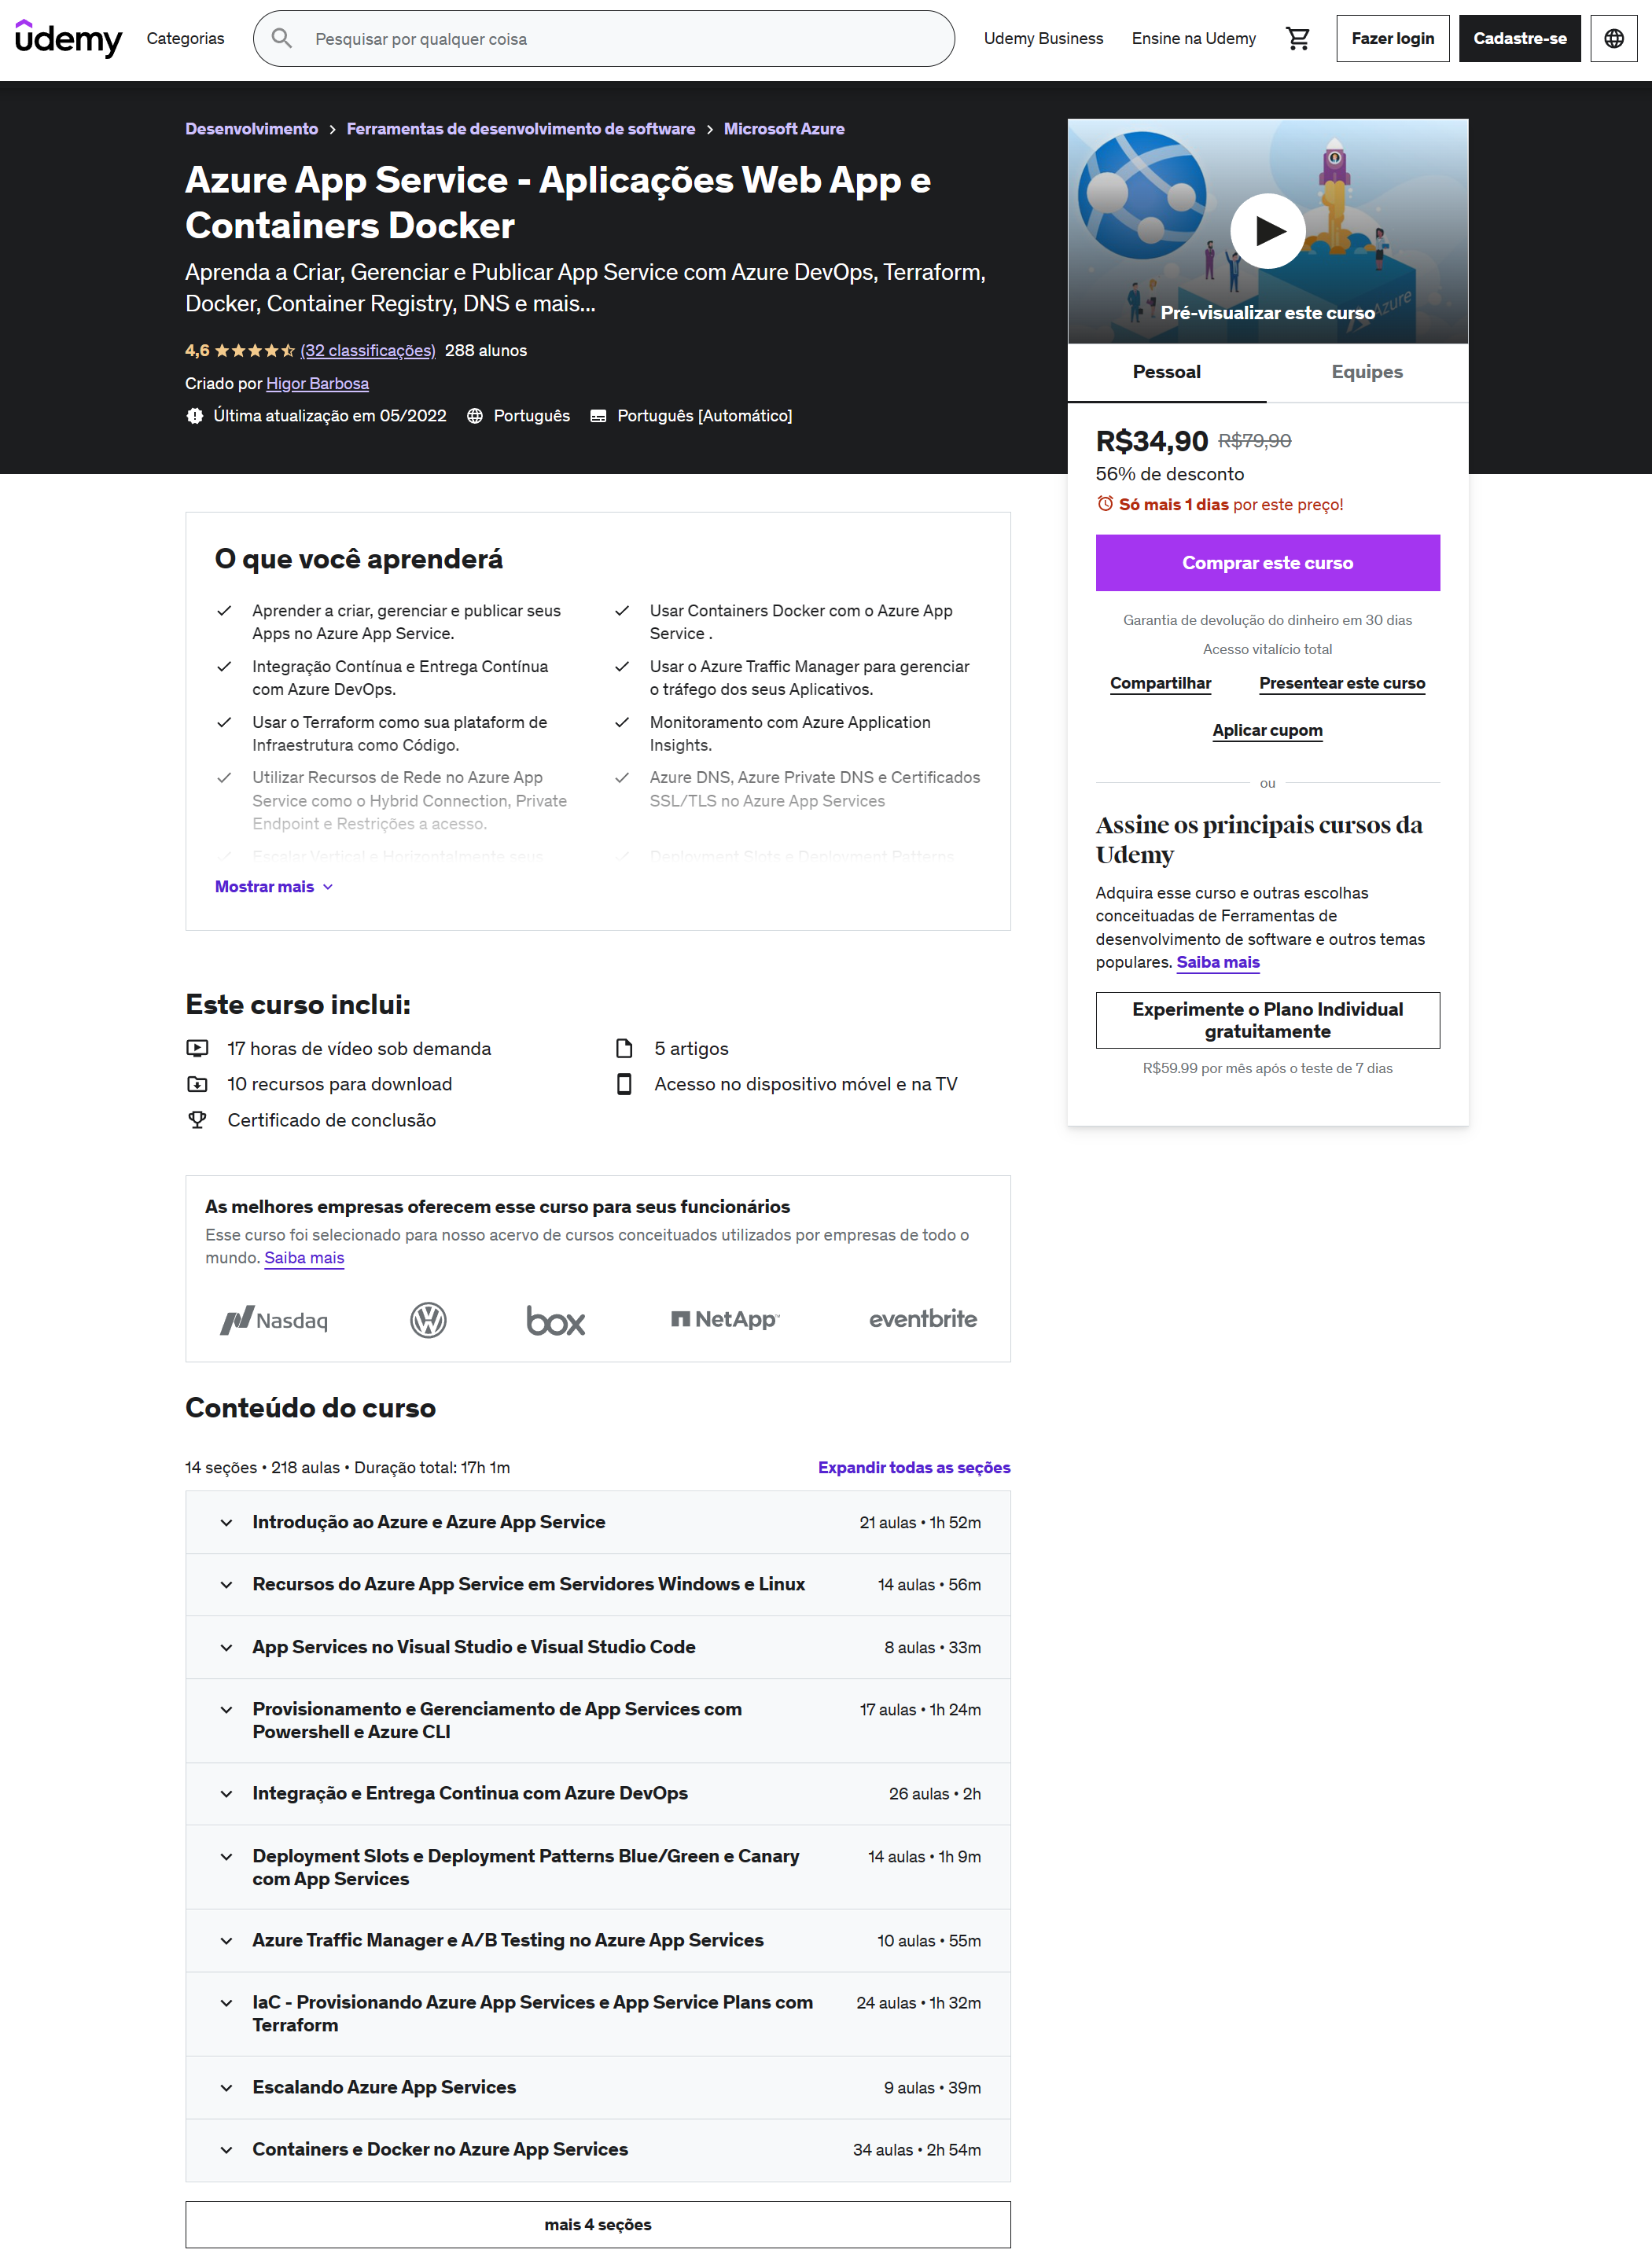 udemy
Categorias
Pesquisar por qualquer coisa
Udemy Business
Ensine na Udemy
Fazer login
Cadastre-se
Desenvolvimento
Ferramentas de desenvolvimento de software
Microsoft Azure
Azure App Service - Aplicações Web App e
Containers Docker
Aprenda a Criar, Gerenciar e Publicar App Service com Azure DevOps, Terraform,
Docker, Container Registry, DNS e mais...
4,6 (32 classificações) 288 alunos
Criado por Higor Barbosa
Última atualização em 05/2022
Português
Português [Automático]
Azure
Pré-visualizar este curso
Pessoal
Equipes
R$34,90 R$79,90
56% de desconto
Só mais 1 dias por este preço!
Comprar este curso
Garantia de devolução do dinheiro em 30 dias
Acesso vitalício total
Compartilhar
Presentear este curso
Aplicar cupom
ou
Assine os principais cursos da
Udemy
Adquira esse curso e outras escolhas
conceituadas de Ferramentas de
desenvolvimento de software e outros temas
populares. Saiba mais
Experimente o Plano Individual
gratuitamente
R$59.99 por mês após o teste de 7 dias
O que você aprenderá
Aprender a criar, gerenciar e publicar seus
Apps no Azure App Service.
Usar Containers Docker com o Azure App
Service .
Integração Contínua e Entrega Contínua
com Azure DevOps.
Usar o Azure Traffic Manager para gerenciar
o tráfego dos seus Aplicativos.
Usar o Terraform como sua plataform de
Infraestrutura como Código.
Monitoramento com Azure Application
Insights.
Utilizar Recursos de Rede no Azure App
Service como o Hybrid Connection, Private
Endpoint e Restrições a acesso.
Azure DNS, Azure Private DNS e Certificados
SSL/TLS no Azure App Services
Escalar Vertical e Horizontalmente seus
Deployment Slots e Deployment Patterns
Mostrar mais
Este curso inclui:
17 horas de vídeo sob demanda
5 artigos
10 recursos para download
Acesso no dispositivo móvel e na TV
Certificado de conclusão
As melhores empresas oferecem esse curso para seus funcionários
Esse curso foi selecionado para nosso acervo de cursos conceituados utilizados por empresas de todo o
mundo. Saiba mais
Nasdaq
box
NetApp
eventbrite
Conteúdo do curso
14 seções • 218 aulas • Duração total: 17h 1m
Expandir todas as seções
Introdução ao Azure e Azure App Service
21 aulas • 1h 52m
Recursos do Azure App Service em Servidores Windows e Linux
14 aulas • 56m
App Services no Visual Studio e Visual Studio Code
8 aulas • 33m
Provisionamento e Gerenciamento de App Services com
Powershell e Azure CLI
17 aulas • 1h 24m
Integração e Entrega Continua com Azure DevOps
26 aulas • 2h
Deployment Slots e Deployment Patterns Blue/Green e Canary
com App Services
14 aulas • 1h 9m
Azure Traffic Manager e A/B Testing no Azure App Services
10 aulas • 55m
IaC - Provisionando Azure App Services e App Service Plans com
Terraform
24 aulas • 1h 32m
Escalando Azure App Services
9 aulas • 39m
Containers e Docker no Azure App Services
34 aulas • 2h 54m
mais 4 seções